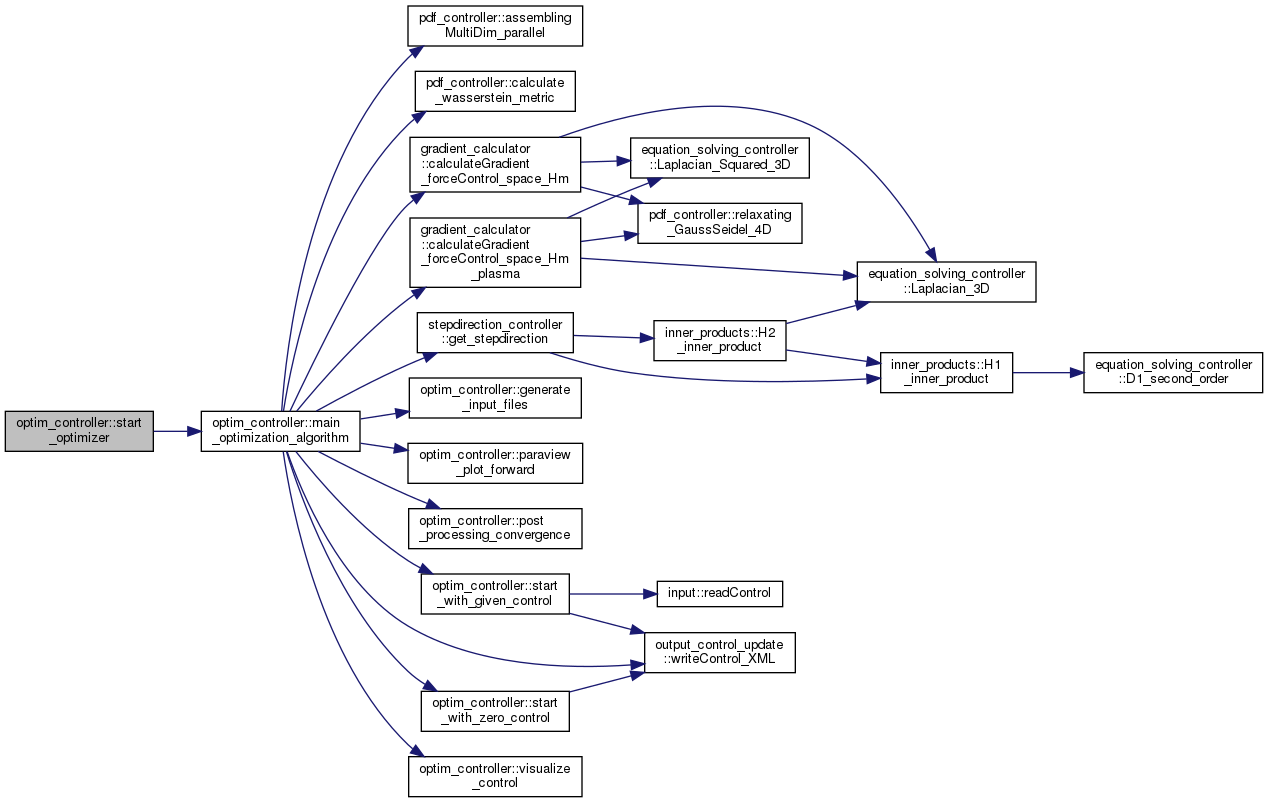 pdf_controller::assembling
MultiDim_parallel
pdf_controller::calculate
_wasserstein_metric
gradient_calculator
::calculateGradient
_forceControl_space_Hm
equation_solving_controller
::Laplacian_Squared_3D
pdf_controller::relaxating
_GaussSeidel_4D
gradient_calculator
::calculateGradient
_forceControl_space_Hm
_plasma
equation_solving_controller
::Laplacian_3D
stepdirection_controller
::get_stepdirection
inner_products::H2
_inner_product
inner_products::H1
_inner_product
equation_solving_controller
::D1_second_order
optim_controller::generate
_input_files
optim_controller::start
_optimizer
optim_controller::main
_optimization_algorithm
optim_controller::paraview
_plot_forward
optim_controller::post
_processing_convergence
optim_controller::start
_with_given_control
input::readControl
output_control_update
::writeControl_XML
optim_controller::start
_with_zero_control
optim_controller::visualize
_control